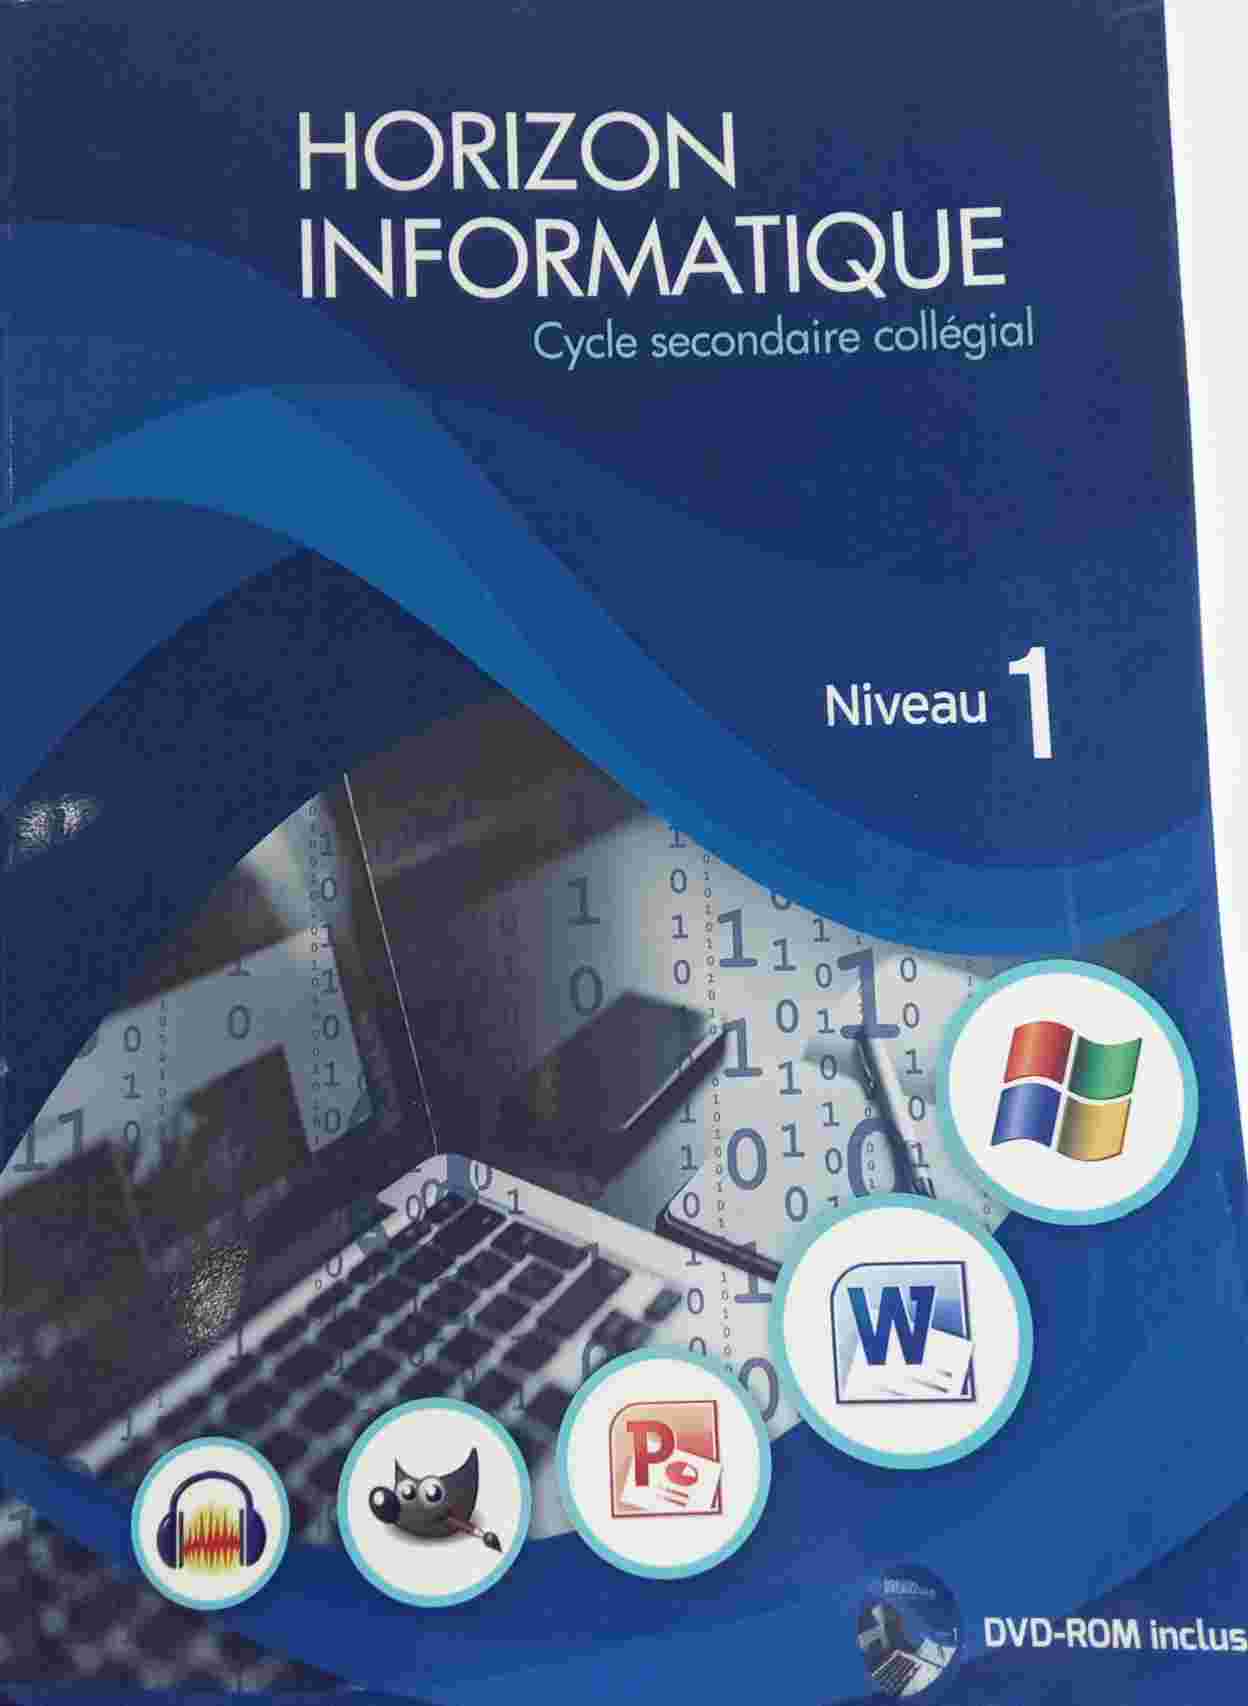 HORIZON
INFORMATIQUE
Cycle secondaire collégial
Niveau 1
W
P
DVD-ROM inclus